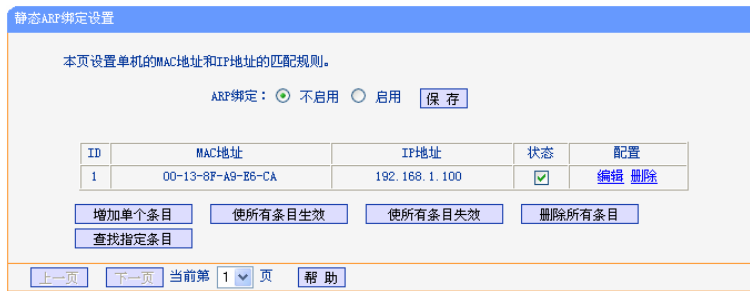 静态ARP绑定设置
本页设置单机的MAC地址和IP地址的匹配规则。
ARP绑定： 不启用 启用 保 存
ID MAC地址 IP地址 状态 配置
1 00-13-8F-A9-E6-CA 192.168.1.100 编辑 删除
增加单个条目 使所有条目生效 使所有条目失效 删除所有条目
查找指定条目
上一页 下一页 当前第 1 页 帮 助